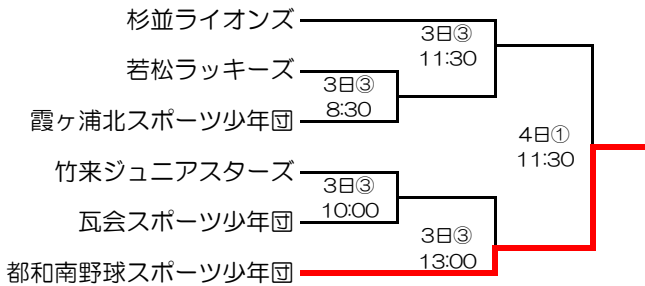 杉並ライオンズ
3日③
11:30
若松ラッキーズ
3日③
8:30
霞ヶ浦北スポーツ少年団
4日①
11:30
竹来ジュニアスターズ
3日③
10:00
瓦会スポーツ少年団
3日③
13:00
都和南野球スポーツ少年団